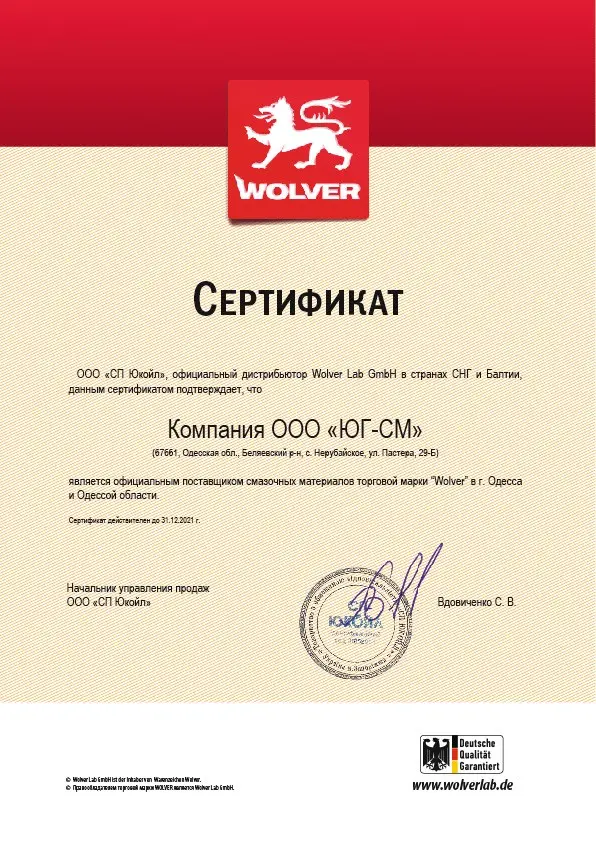 WOLVER
СЕРТИФИКАТ
ООО «СП Юкойл», официальный дистрибьютор Wolver Lab GmbH в странах СНГ и Балтии,
данным сертификатом подтверждает, что
Компания ООО «ЮГ-СМ»
(67661, Одесская обл., Беляевский р-н, с. Нерубайское, ул. Пастера, 29-Б)
является официальным поставщиком смазочных материалов торговой марки “Wolver” в г. Одесса
и Одессой области.
Сертификат действителен до 31.12.2021 г.
Начальник управления продаж
ООО «СП Юкойл»
СП
ЮКОЙЛ
Вдовиченко С. В.
Deutsche
Qualität
Garantiert
www.wolverlab.de
© Wolver Lab GmbH ist der Inhaber von Warenzeichen Wolver.
© Правообладателем торговой марки WOLVER является Wolver Lab GmbH.